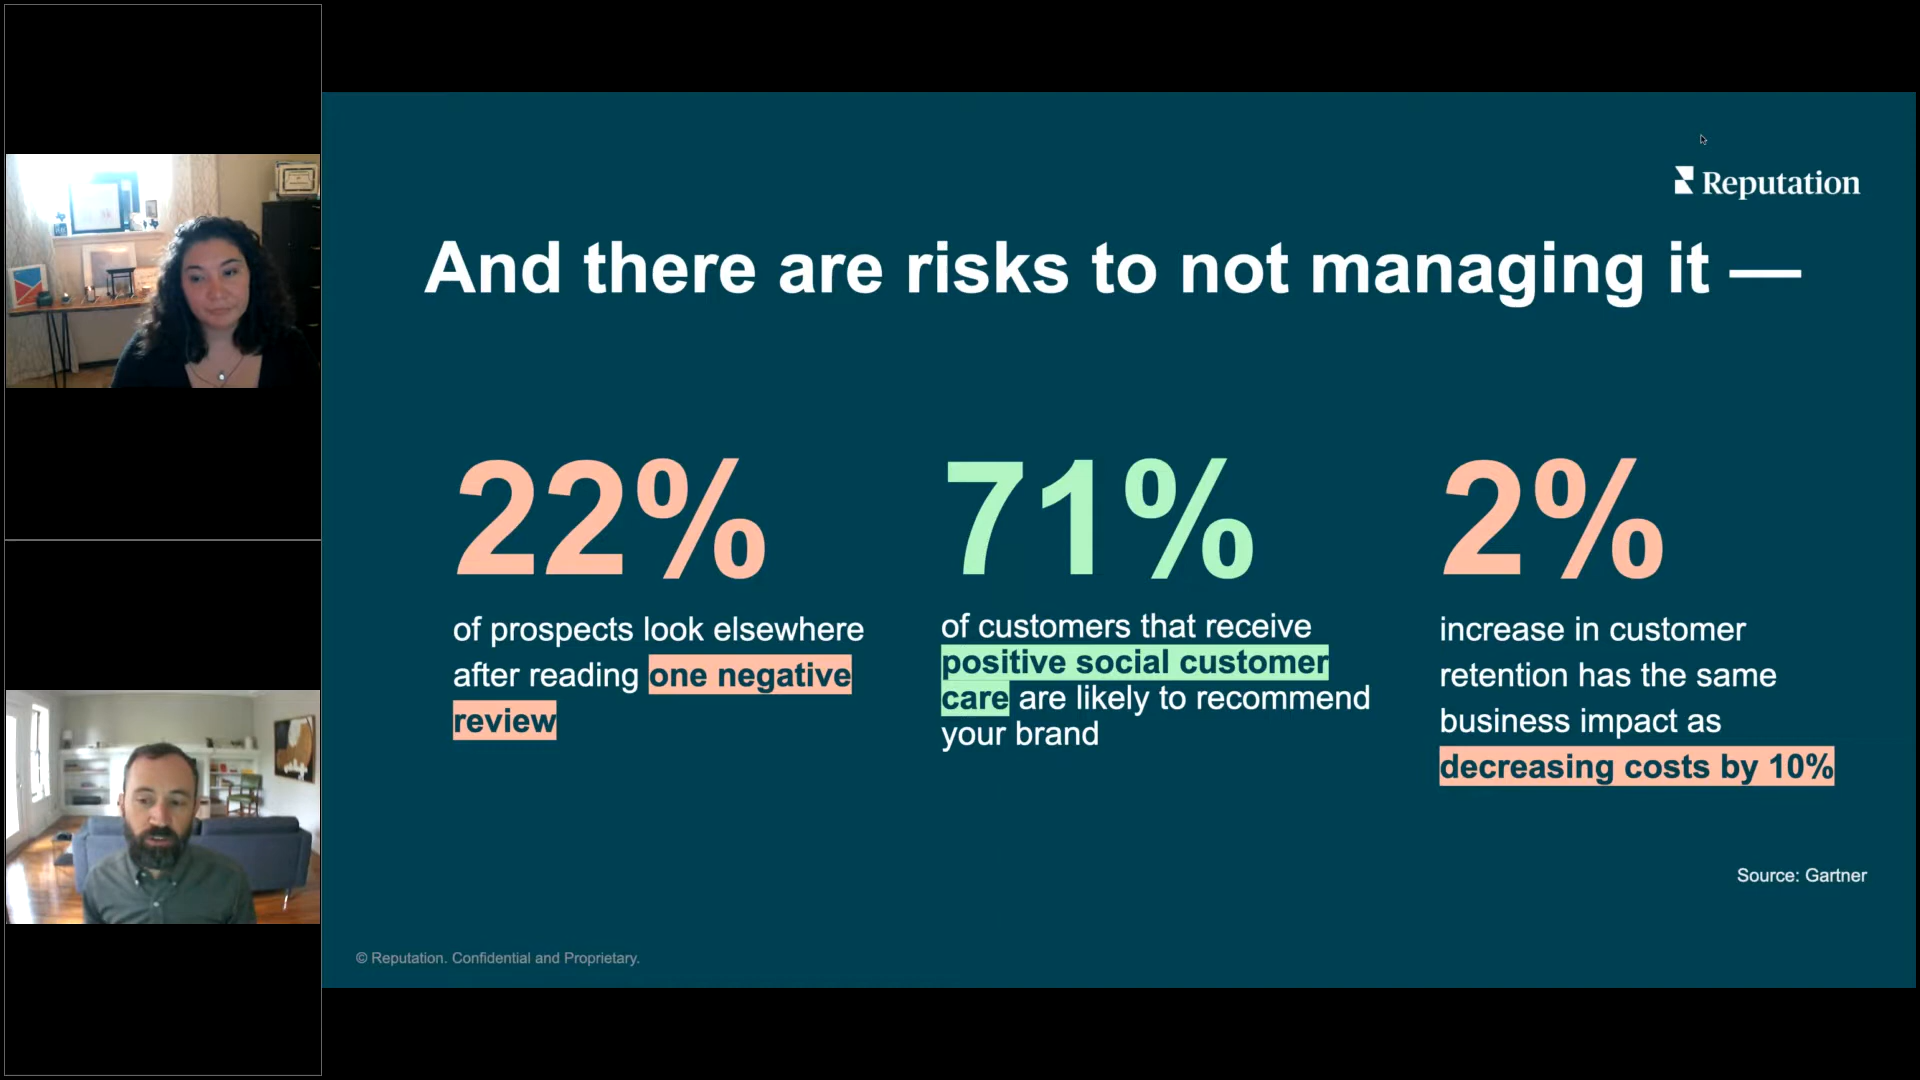 Reputation
And there are risks to not managing it —
22%
of prospects look elsewhere
after reading one negative
review
71%
of customers that receive
positive social customer
care are likely to recommend
your brand
2%
increase in customer
retention has the same
business impact as
decreasing costs by 10%
Source: Gartner
© Reputation. Confidential and Proprietary.